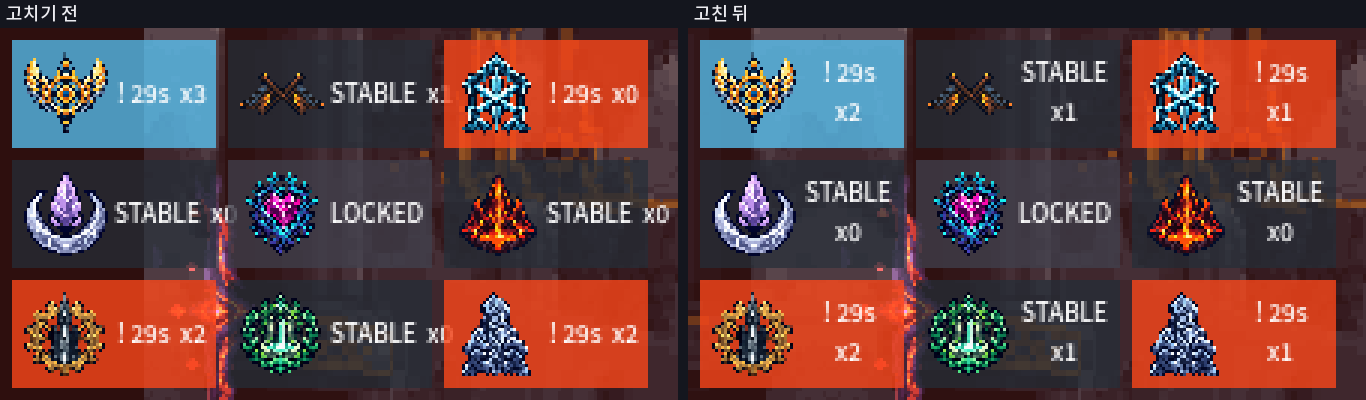 고치기 전
!29s x3
STABLE x1
!29s x0
STABLE x0
LOCKED
STABLE x0
!29s x2
STABLE x0
!29s x2
고친 뒤
!29s
x2
STABLE
x1
!29s
x1
STABLE
x0
LOCKED
STABLE
x0
!29s
x2
STABLE
x1
!29s
x1